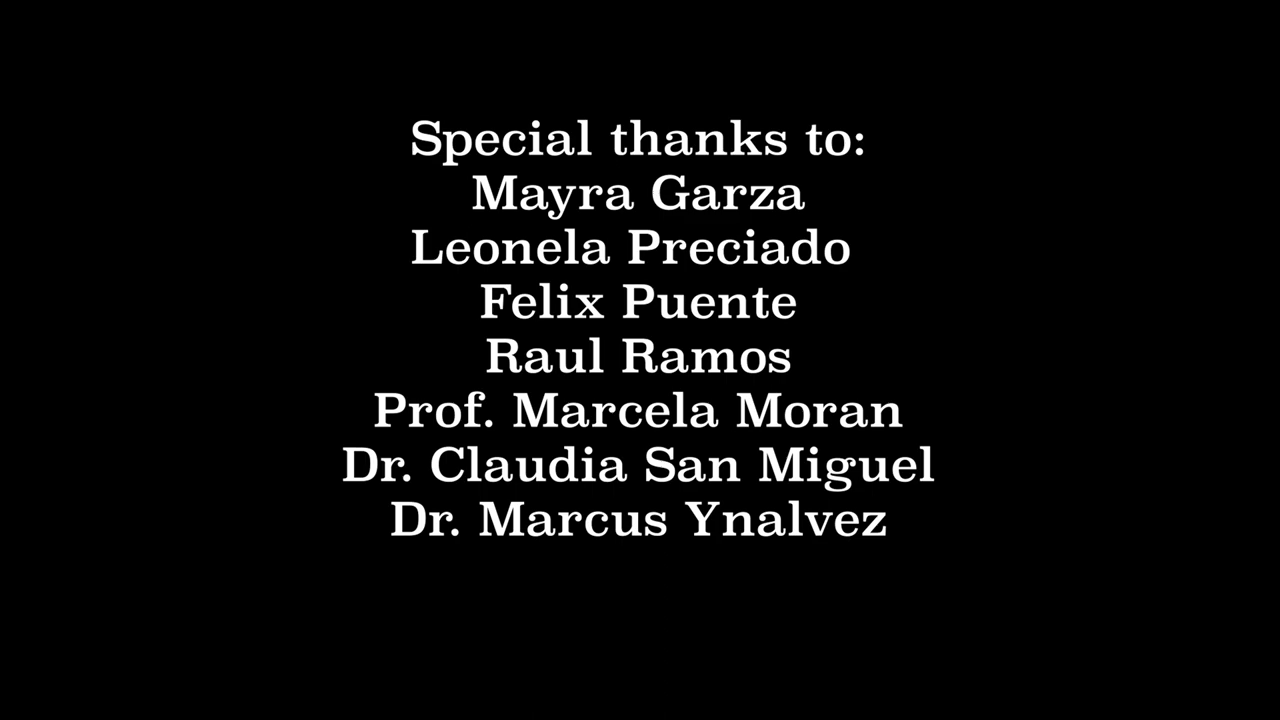 Special thanks to:
Mayra Garza
Leonela Preciado
Felix Puente
Raul Ramos
Prof. Marcela Moran
Dr. Claudia San Miguel
Dr. Marcus Ynalvez